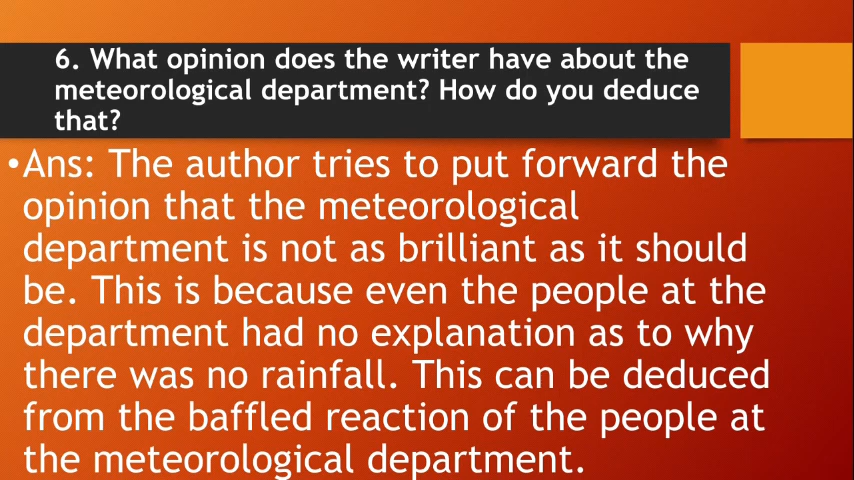 6. What opinion does the writer have about the
meteorological department? How do you deduce
that?
•Ans: The author tries to put forward the
opinion that the meteorological
department is not as brilliant as it should
be. This is because even the people at the
department had no explanation as to why
there was no rainfall. This can be deduced
from the baffled reaction of the people at
the meteorological department.